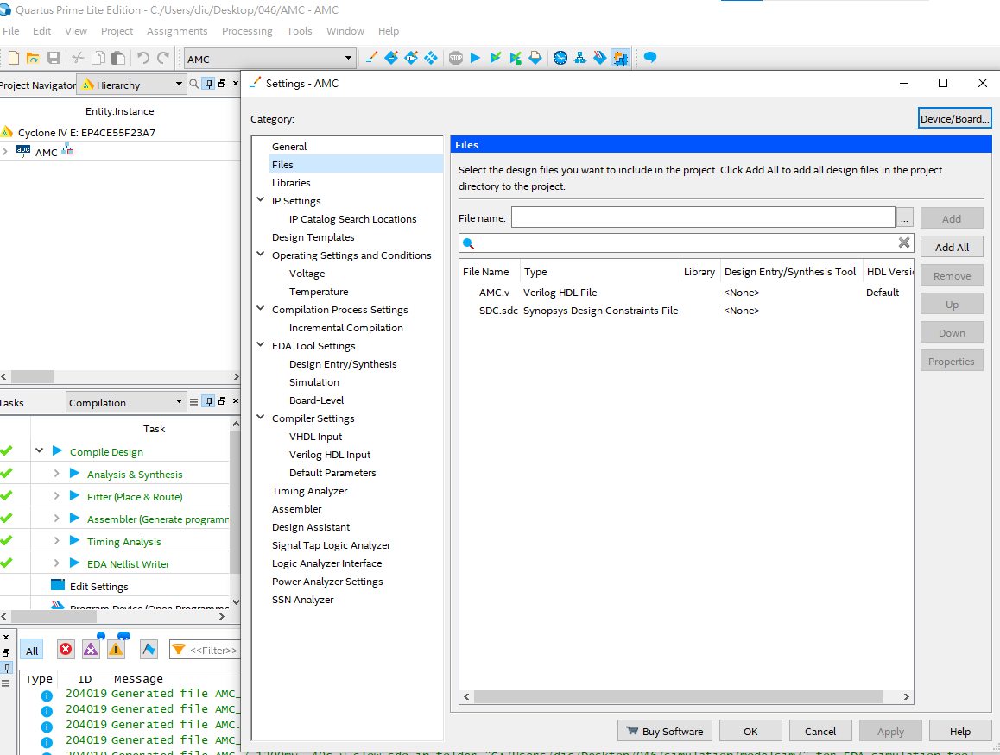 Quartus Prime Lite Edition - C:/Users/dic/Desktop/046/AMC - AMC
File Edit View Project Assignments Processing Tools Window Help
AMC
STOP
Project Navigator Hierarchy
Entity:Instance
Cyclone IV E: EP4CE55F23A7
abc AMC
Tasks Compilation
Task
Compile Design
Analysis & Synthesis
Fitter (Place & Route)
Assembler (Generate programm
Timing Analysis
EDA Netlist Writer
Edit Settings
Program Device (Open Programme
All
<<Filter>>
Type ID Message
204019 Generated file AMC_
204019 Generated file AMC_
204019 Generated file AMC.
204019 Generated file AMC_
Settings - AMC
Category:
Device/Board...
General
Files
Libraries
IP Settings
IP Catalog Search Locations
Design Templates
Operating Settings and Conditions
Voltage
Temperature
Compilation Process Settings
Incremental Compilation
EDA Tool Settings
Design Entry/Synthesis
Simulation
Board-Level
Compiler Settings
VHDL Input
Verilog HDL Input
Default Parameters
Timing Analyzer
Assembler
Design Assistant
Signal Tap Logic Analyzer
Logic Analyzer Interface
Power Analyzer Settings
SSN Analyzer
Files
Select the design files you want to include in the project. Click Add All to add all design files in the project
directory to the project.
File name:
... Add
Add All
Remove
Up
Down
Properties
File Name Type Library Design Entry/Synthesis Tool HDL Versio
AMC.v Verilog HDL File <None> Default
SDC.sdc Synopsys Design Constraints File <None>
Buy Software OK Cancel Apply Help